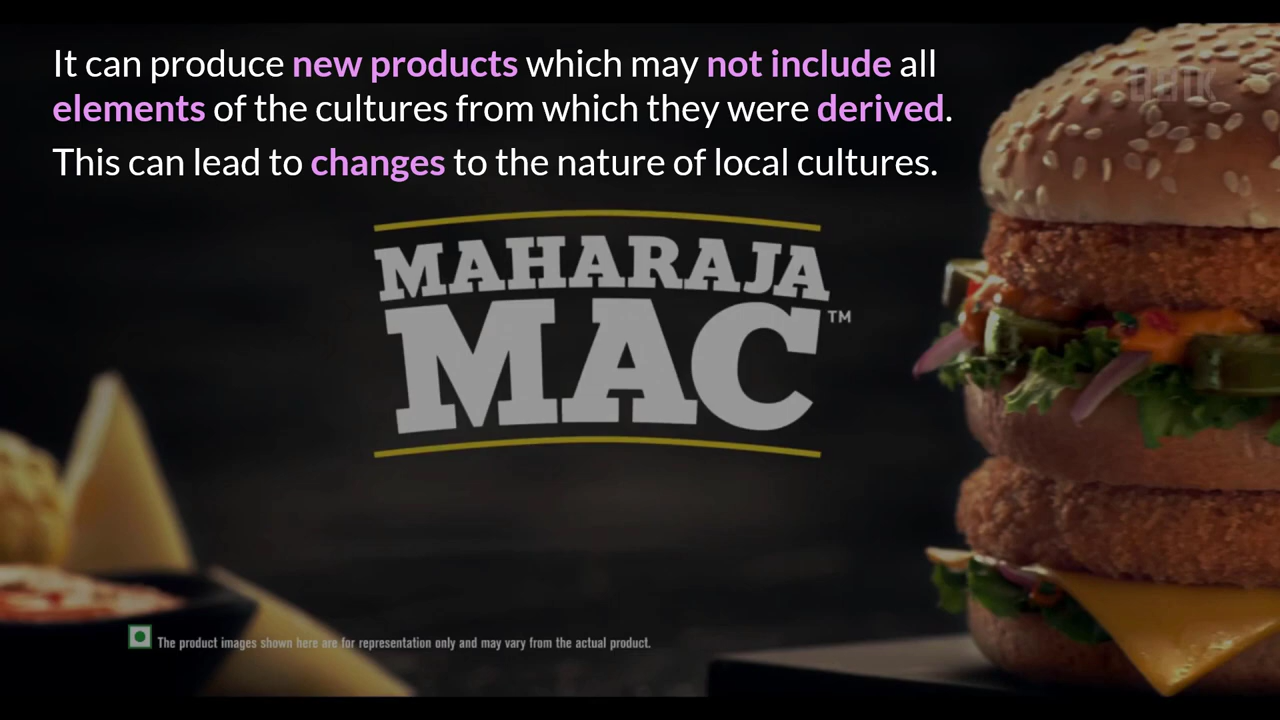 It can produce new products which may not include all
elements of the cultures from which they were derived.
This can lead to changes to the nature of local cultures.
MAHARAJA
MAC™
The product images shown here are for representation only and may vary from the actual product.